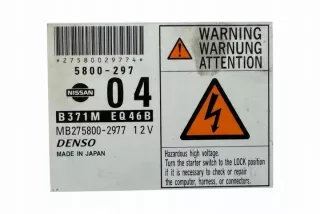 *27580029774*
5800-297
NISSAN
04
B371M EQ46B
MB275800-2977 12V
DENSO
MADE IN JAPAN
WARNING
WARNUNG
ATTENTION
Hazardous high voltage.
Turn the starter switch to the LOCK position
if it is necessary to check or repair
the computer, harness, or connectors.